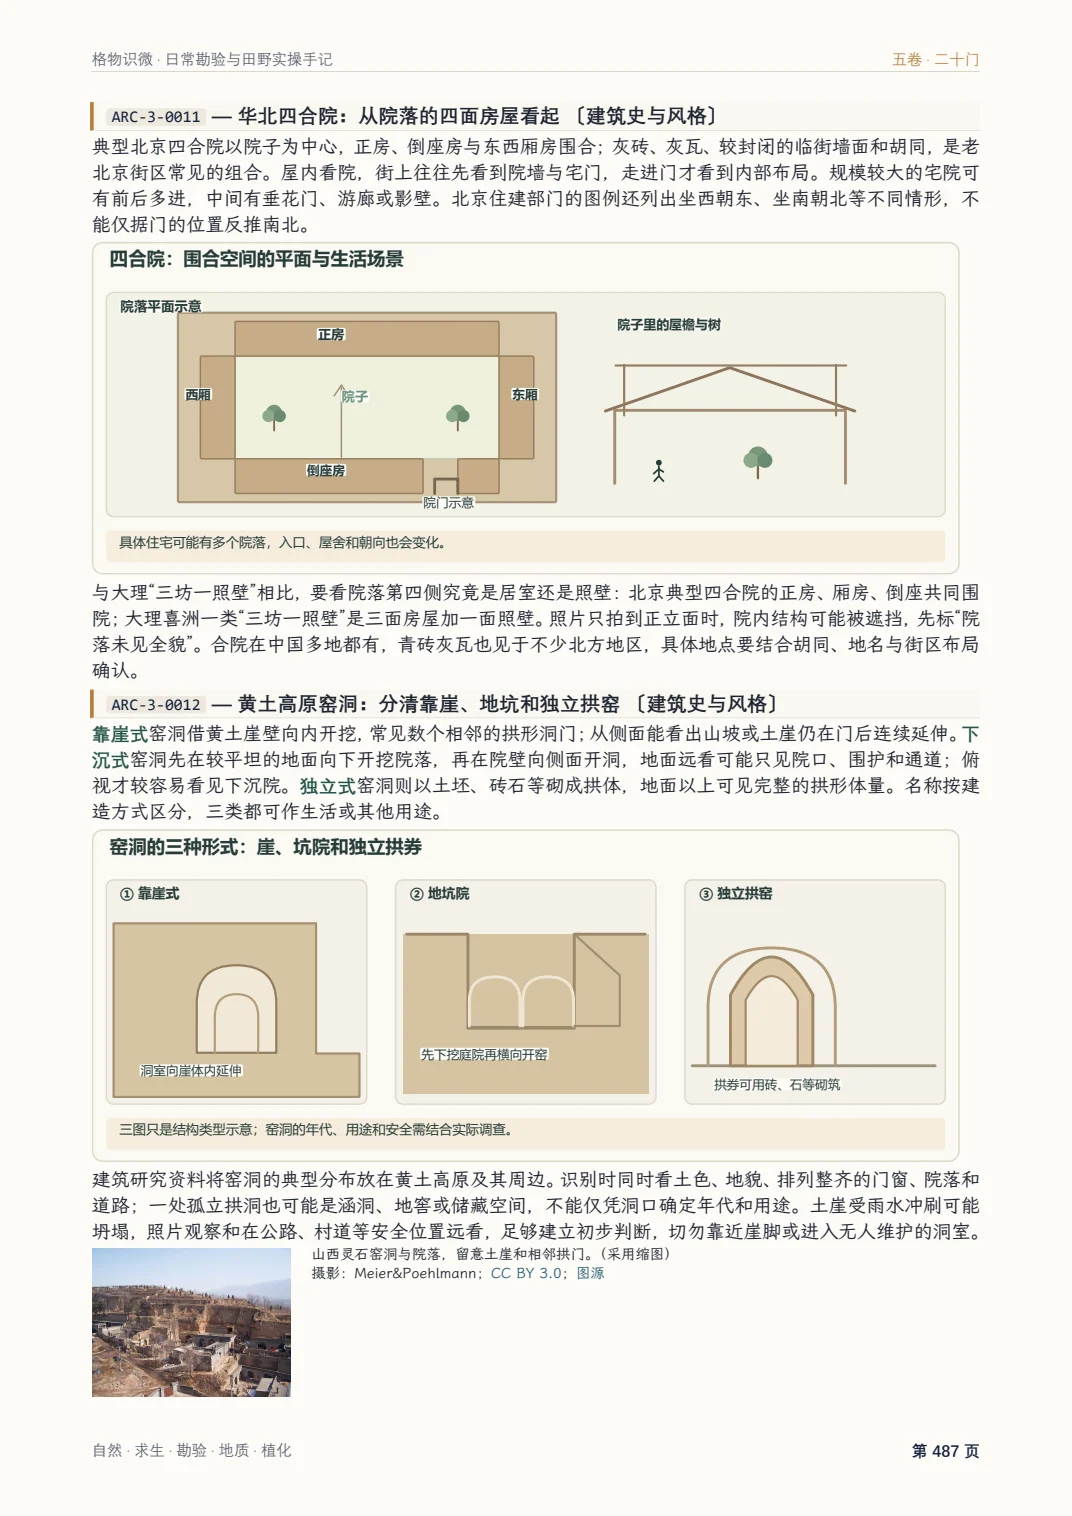 格物识微 · 日常勘验与田野实操手记
五卷 · 二十门
ARC-3-0011 — 华北四合院：从院落的四面房屋看起 〔建筑史与风格〕
典型北京四合院以院子为中心，正房、倒座房与东西厢房围合；灰砖、灰瓦、较封闭的临街墙面和胡同，是老
北京街区常见的组合。屋内看院，街上往往先看到院墙与宅门，走进门才看到内部布局。规模较大的宅院可
有前后多进，中间有垂花门、游廊或影壁。北京住建部门的图例还列出坐西朝东、坐南朝北等不同情形，不
能仅据门的位置反推南北。
四合院：围合空间的平面与生活场景
院落平面示意
正房
西厢
院子
东厢
倒座房
院门示意
院子里的屋檐与树
具体住宅可能有多个院落，入口、屋舍和朝向也会变化。
与大理“三坊一照壁”相比，要看院落第四侧究竟是居室还是照壁：北京典型四合院的正房、厢房、倒座共同围
院；大理喜洲一类“三坊一照壁”是三面房屋加一面照壁。照片只拍到正立面时，院内结构可能被遮挡，先标“院
落未见全貌”。合院在中国多地都有，青砖灰瓦也见于不少北方地区，具体地点要结合胡同、地名与街区布局
确认。
ARC-3-0012 — 黄土高原窑洞：分清靠崖、地坑和独立拱窑 〔建筑史与风格〕
靠崖式窑洞借黄土崖壁向内开挖，常见数个相邻的拱形洞门；从侧面能看出山坡或土崖仍在门后连续延伸。下
沉式窑洞先在较平坦的地面向下开挖院落，再在院壁向侧面开洞，地面远看可能只见院口、围护和通道；俯
视才较容易看见下沉院。独立式窑洞则以土坯、砖石等砌成拱体，地面以上可见完整的拱形体量。名称按建
造方式区分，三类都可作生活或其他用途。
窑洞的三种形式：崖、坑院和独立拱券
① 靠崖式
洞室向崖体内延伸
② 地坑院
先下挖庭院再横向开窑
③ 独立拱窑
拱券可用砖、石等砌筑
三图只是结构类型示意；窑洞的年代、用途和安全需结合实际调查。
建筑研究资料将窑洞的典型分布放在黄土高原及其周边。识别时同时看土色、地貌、排列整齐的门窗、院落和
道路；一处孤立拱洞也可能是涵洞、地窖或储藏空间，不能仅凭洞口确定年代和用途。土崖受雨水冲刷可能
坍塌，照片观察和在公路、村道等安全位置远看，足够建立初步判断，切勿靠近崖脚或进入无人维护的洞室。
山西灵石窑洞与院落，留意土崖和相邻拱门。（采用缩图）
摄影：Meier&Poehlmann；CC BY 3.0；图源
自然 · 求生 · 勘验 · 地质 · 植化
第 487 页